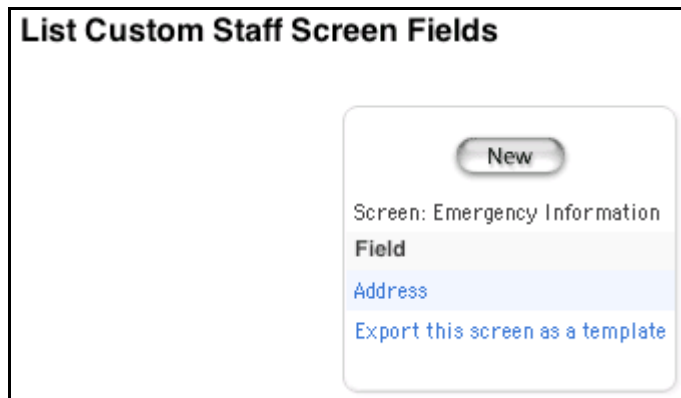 List Custom Staff Screen Fields
New
Screen: Emergency Information
Field
Address
Export this screen as a template